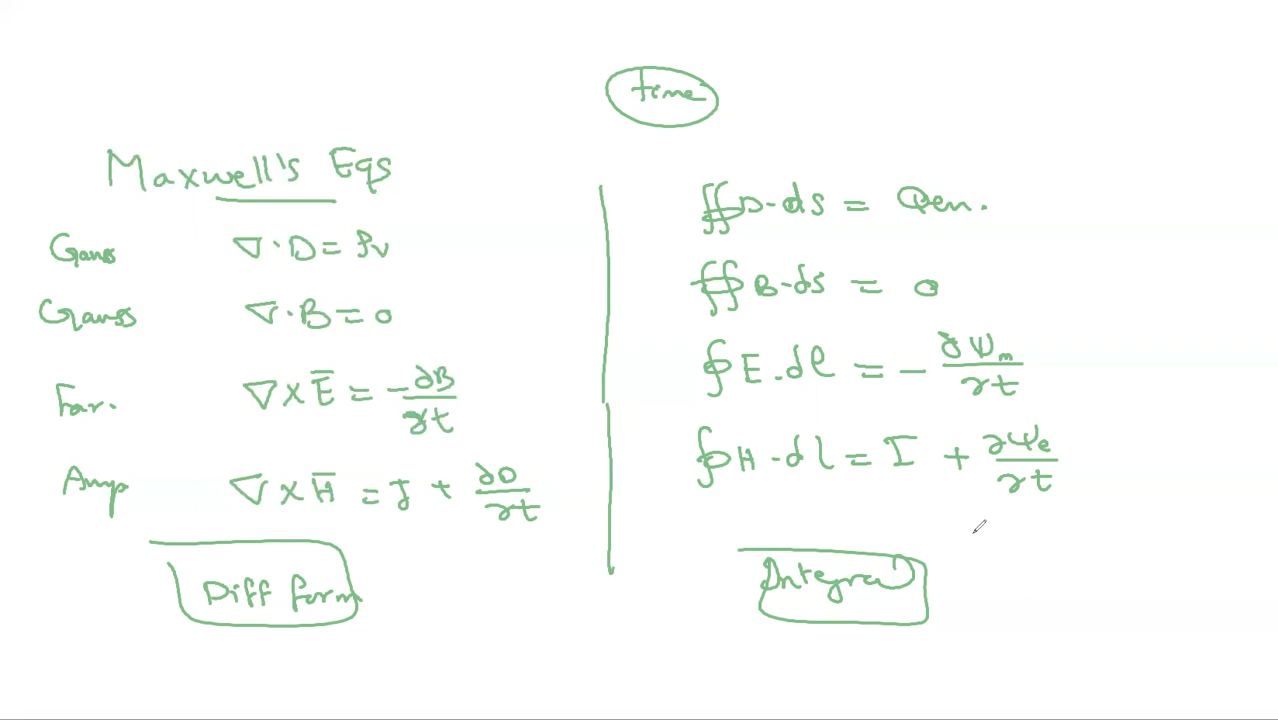 time
Maxwell's Eqs
Gauss ∇·D = ρv
Gauss ∇·B = 0
Far. ∇×E̅ = -∂B/∂t
Amp ∇×H̅ = J + ∂D/∂t
Diff form
∯D·ds = Qen.
∯B·ds = 0
∮E·dl = -∂Ψm/∂t
∮H·dl = I + ∂Ψe/∂t
Integral